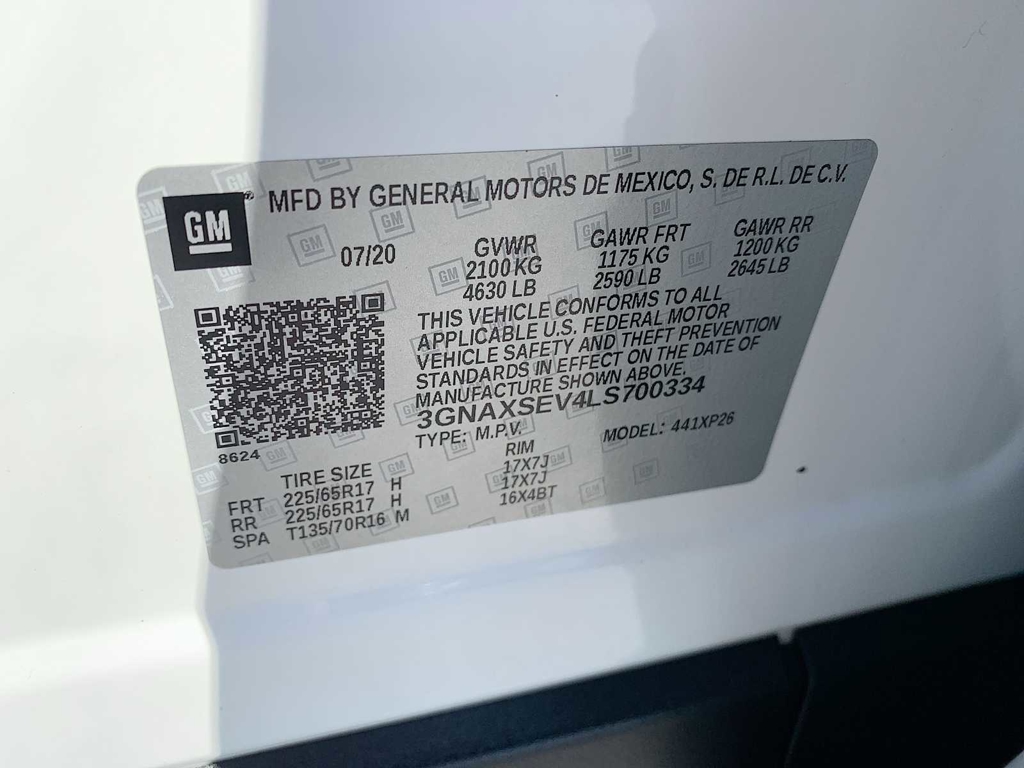 GM
MFD BY GENERAL MOTORS DE MEXICO, S. DE R.L. DE C.V.
07/20
GVWR
2100 KG
4630 LB
GAWR FRT
1175 KG
2590 LB
GAWR RR
1200 KG
2645 LB
THIS VEHICLE CONFORMS TO ALL
APPLICABLE U.S. FEDERAL MOTOR
VEHICLE SAFETY AND THEFT PREVENTION
STANDARDS IN EFFECT ON THE DATE OF
MANUFACTURE SHOWN ABOVE.
3GNAXSEV4LS700334
TYPE: M.P.V. MODEL: 441XP26
8624
TIRE SIZE RIM
FRT 225/65R17 H 17X7J
RR 225/65R17 H 17X7J
SPA T135/70R16 M 16X4BT